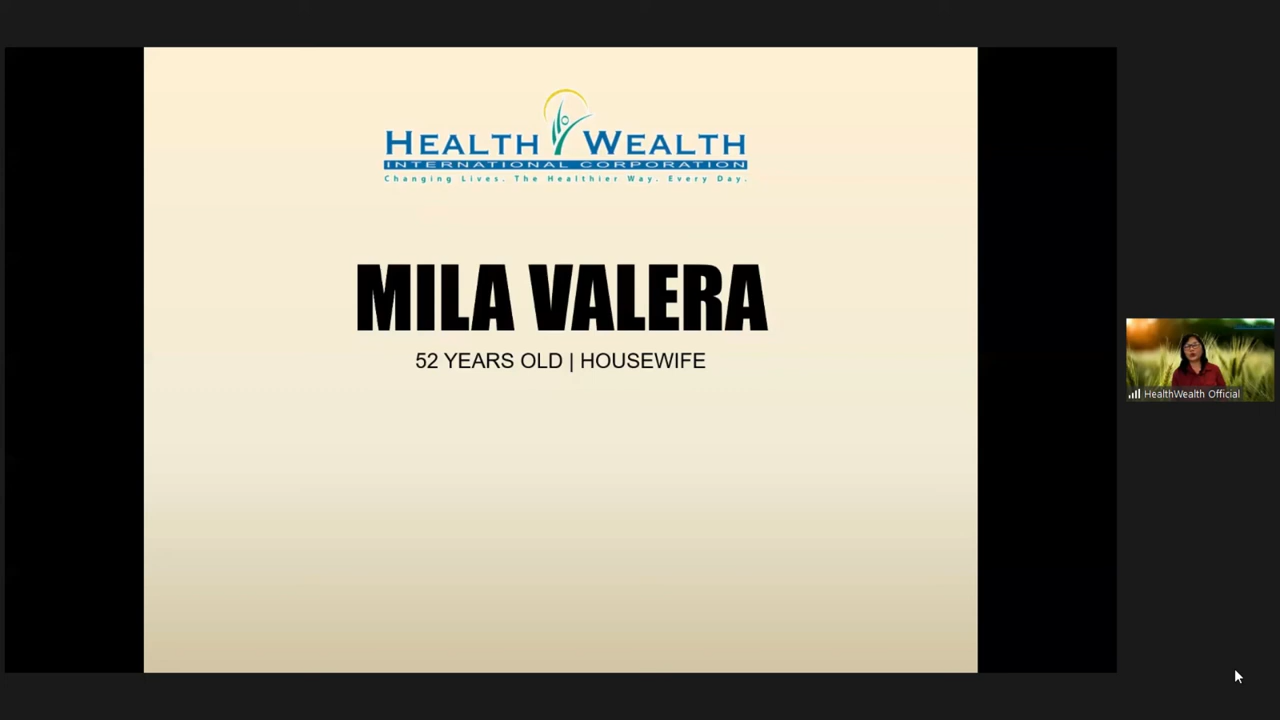 HEALTH WEALTH
INTERNATIONAL CORPORATION
Changing Lives. The Healthier Way. Every Day.
MILA VALERA
52 YEARS OLD | HOUSEWIFE
HealthWealth Official